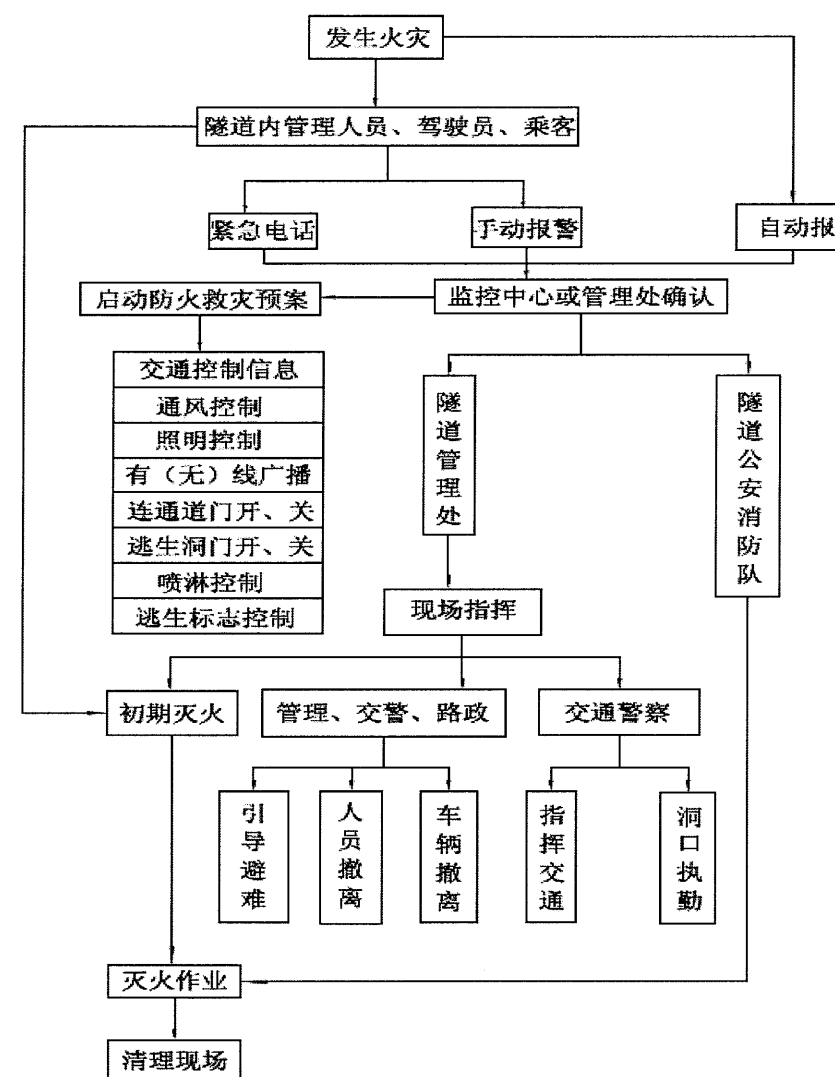 发生火灾
隧道内管理人员、驾驶员、乘客
紧急电话
手动报警
自动报
启动防火救灾预案
监控中心或管理处确认
交通控制信息
通风控制
照明控制
有（无）线广播
连通道门开、关
逃生洞门开、关
喷淋控制
逃生标志控制
隧道管理处
隧道公安消防队
现场指挥
初期灭火
管理、交警、路政
交通警察
引导避难
人员撤离
车辆撤离
指挥交通
洞口执勤
灭火作业
清理现场